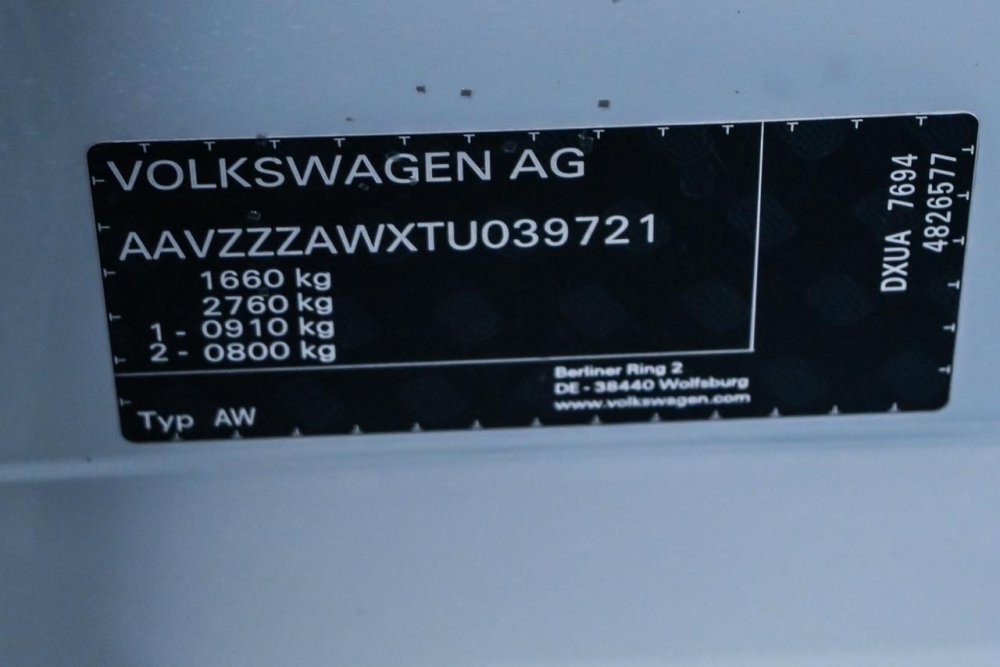 VOLKSWAGEN AG
AAVZZZAWXTU039721
1660 kg
2760 kg
1 - 0910 kg
2 - 0800 kg
Berliner Ring 2
DE - 38440 Wolfsburg
www.volkswagen.com
Typ AW
DXUA 7694
4826577